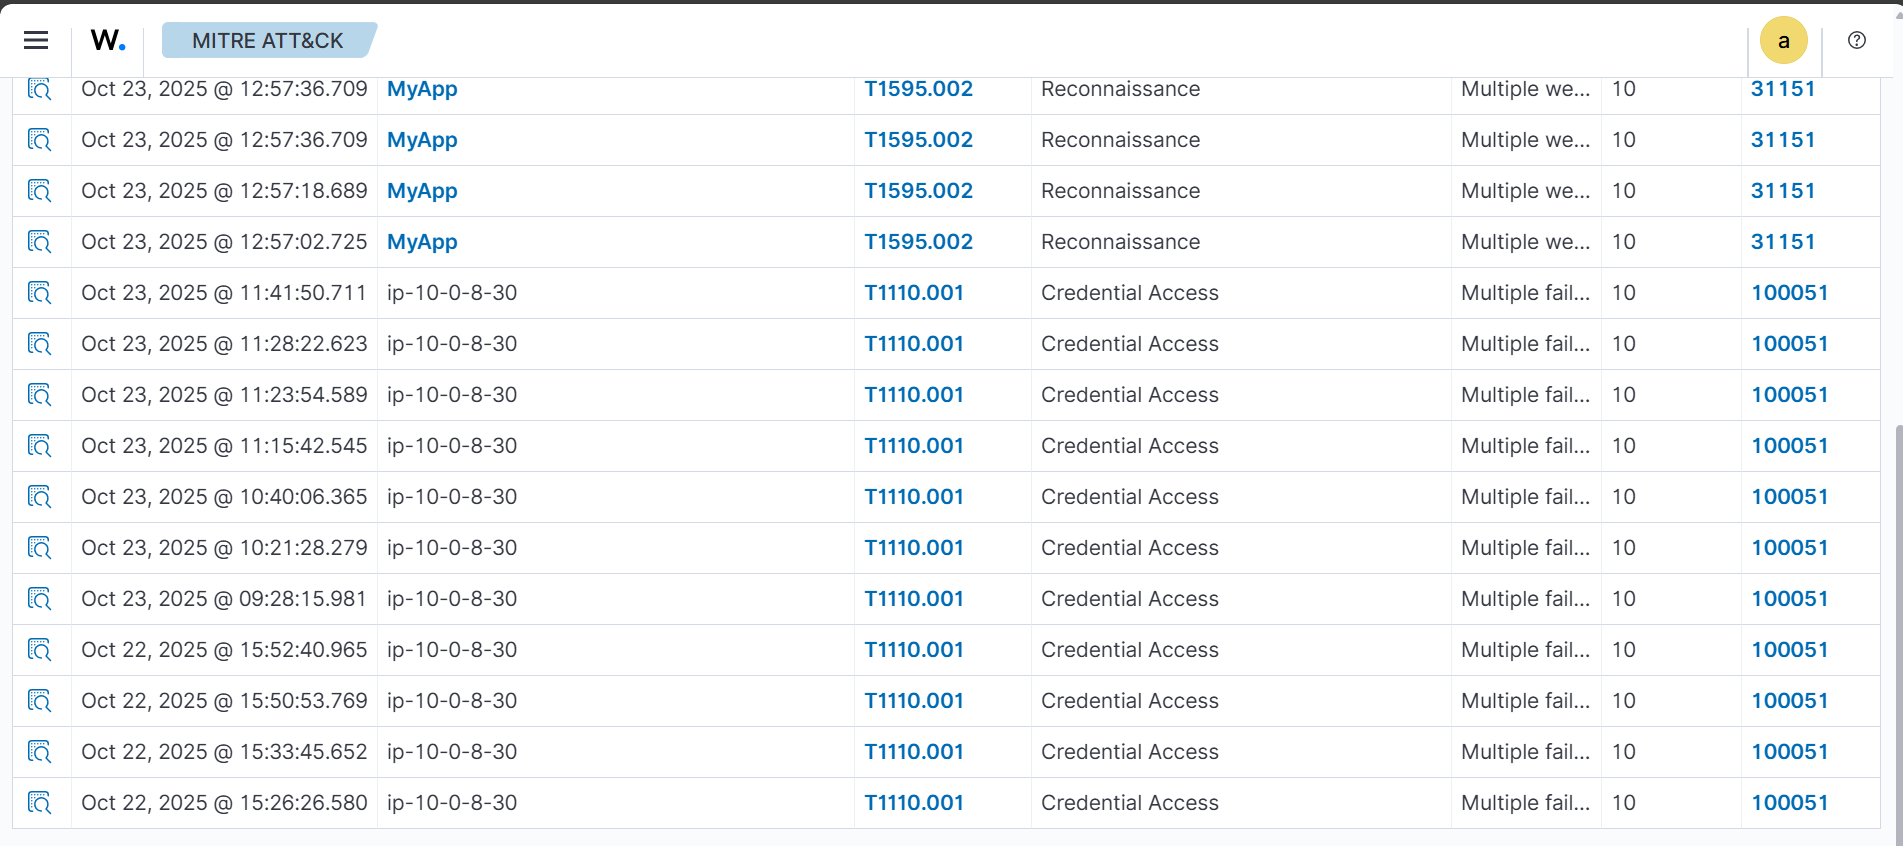 W. MITRE ATT&CK a
Oct 23, 2025 @ 12:57:36.709 MyApp T1595.002 Reconnaissance Multiple we... 10 31151
Oct 23, 2025 @ 12:57:36.709 MyApp T1595.002 Reconnaissance Multiple we... 10 31151
Oct 23, 2025 @ 12:57:18.689 MyApp T1595.002 Reconnaissance Multiple we... 10 31151
Oct 23, 2025 @ 12:57:02.725 MyApp T1595.002 Reconnaissance Multiple we... 10 31151
Oct 23, 2025 @ 11:41:50.711 ip-10-0-8-30 T1110.001 Credential Access Multiple fail... 10 100051
Oct 23, 2025 @ 11:28:22.623 ip-10-0-8-30 T1110.001 Credential Access Multiple fail... 10 100051
Oct 23, 2025 @ 11:23:54.589 ip-10-0-8-30 T1110.001 Credential Access Multiple fail... 10 100051
Oct 23, 2025 @ 11:15:42.545 ip-10-0-8-30 T1110.001 Credential Access Multiple fail... 10 100051
Oct 23, 2025 @ 10:40:06.365 ip-10-0-8-30 T1110.001 Credential Access Multiple fail... 10 100051
Oct 23, 2025 @ 10:21:28.279 ip-10-0-8-30 T1110.001 Credential Access Multiple fail... 10 100051
Oct 23, 2025 @ 09:28:15.981 ip-10-0-8-30 T1110.001 Credential Access Multiple fail... 10 100051
Oct 22, 2025 @ 15:52:40.965 ip-10-0-8-30 T1110.001 Credential Access Multiple fail... 10 100051
Oct 22, 2025 @ 15:50:53.769 ip-10-0-8-30 T1110.001 Credential Access Multiple fail... 10 100051
Oct 22, 2025 @ 15:33:45.652 ip-10-0-8-30 T1110.001 Credential Access Multiple fail... 10 100051
Oct 22, 2025 @ 15:26:26.580 ip-10-0-8-30 T1110.001 Credential Access Multiple fail... 10 100051